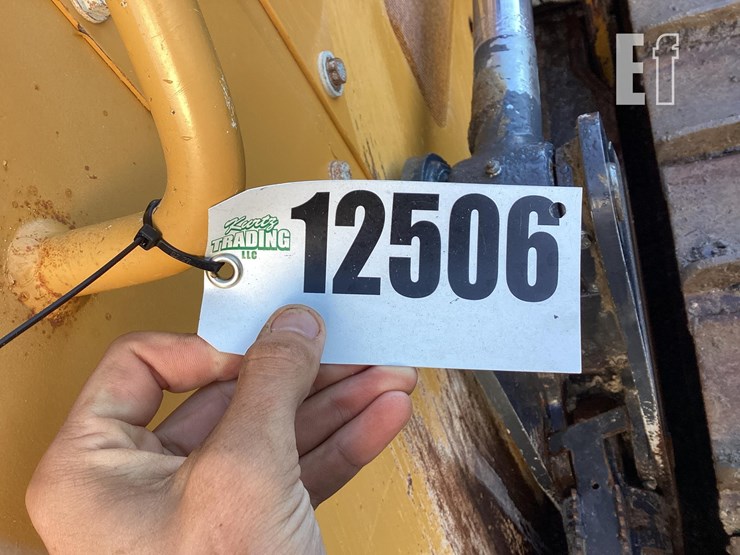 Ef
Kurtz
TRADING
LLC
12506